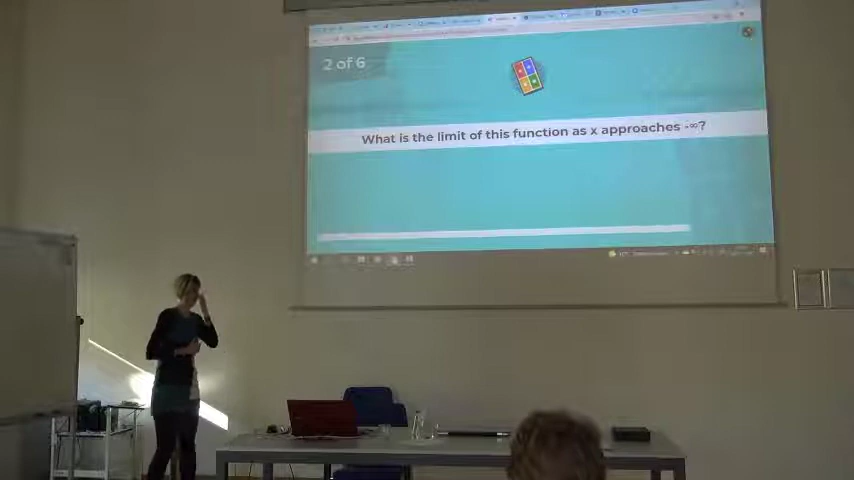 2 of 6
What is the limit of this function as x approaches -∞?